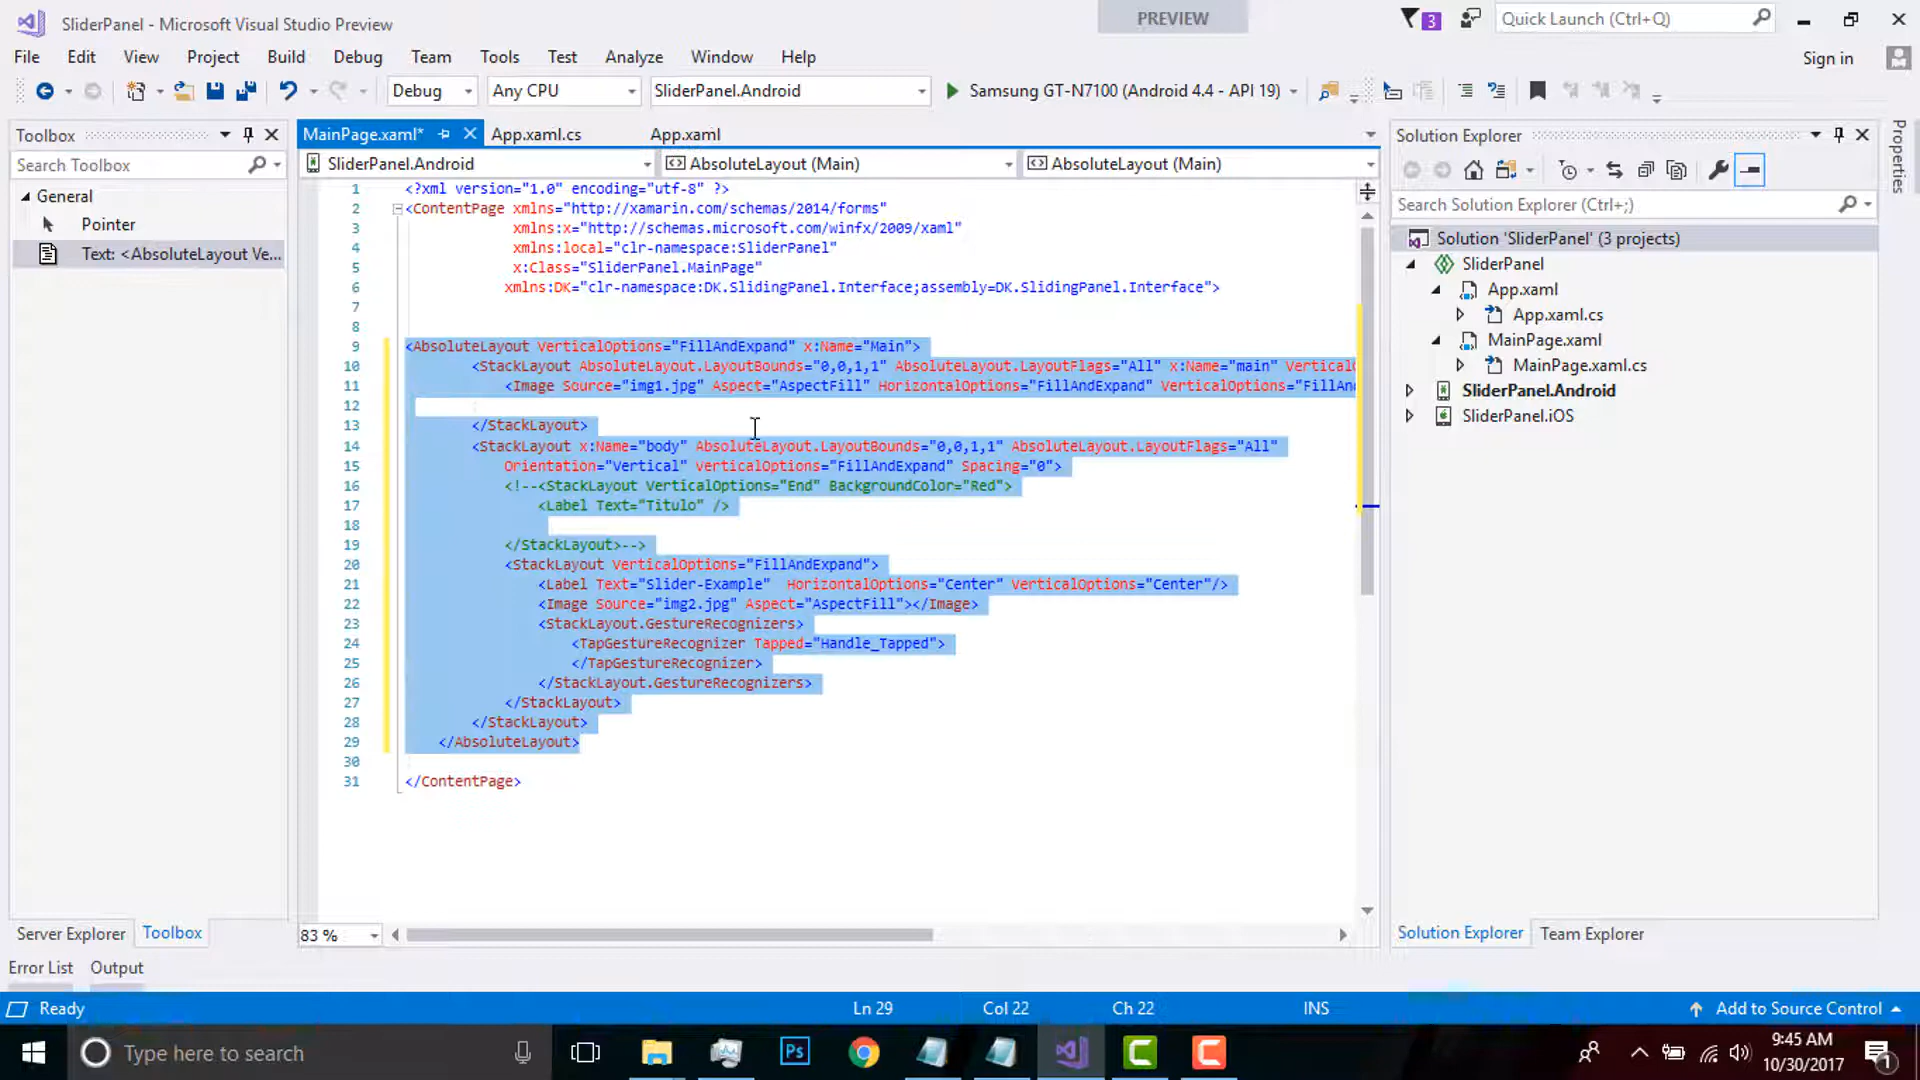 SliderPanel - Microsoft Visual Studio Preview
PREVIEW
3
Quick Launch (Ctrl+Q)
File Edit View Project Build Debug Team Tools Test Analyze Window Help
Sign in
Debug
Any CPU
SliderPanel.Android
Samsung GT-N7100 (Android 4.4 - API 19)
Toolbox
Search Toolbox
General
Pointer
Text: <AbsoluteLayout Ve...
Server Explorer Toolbox
MainPage.xaml* App.xaml.cs App.xaml
SliderPanel.Android AbsoluteLayout (Main) AbsoluteLayout (Main)
1 <?xml version="1.0" encoding="utf-8" ?>
2 <ContentPage xmlns="http://xamarin.com/schemas/2014/forms"
3 xmlns:x="http://schemas.microsoft.com/winfx/2009/xaml"
4 xmlns:local="clr-namespace:SliderPanel"
5 x:Class="SliderPanel.MainPage"
6 xmlns:DK="clr-namespace:DK.SlidingPanel.Interface;assembly=DK.SlidingPanel.Interface">
7
8
9 <AbsoluteLayout VerticalOptions="FillAndExpand" x:Name="Main">
10 <StackLayout AbsoluteLayout.LayoutBounds="0,0,1,1" AbsoluteLayout.LayoutFlags="All" x:Name="main" Vertical
11 <Image Source="img1.jpg" Aspect="AspectFill" HorizontalOptions="FillAndExpand" VerticalOptions="FillAn
12
13 </StackLayout>
14 <StackLayout x:Name="body" AbsoluteLayout.LayoutBounds="0,0,1,1" AbsoluteLayout.LayoutFlags="All"
15 Orientation="Vertical" VerticalOptions="FillAndExpand" Spacing="0">
16 <!--<StackLayout VerticalOptions="End" BackgroundColor="Red">
17 <Label Text="Titulo" />
18
19 </StackLayout>-->
20 <StackLayout VerticalOptions="FillAndExpand">
21 <Label Text="Slider-Example" HorizontalOptions="Center" VerticalOptions="Center"/>
22 <Image Source="img2.jpg" Aspect="AspectFill"></Image>
23 <StackLayout.GestureRecognizers>
24 <TapGestureRecognizer Tapped="Handle_Tapped">
25 </TapGestureRecognizer>
26 </StackLayout.GestureRecognizers>
27 </StackLayout>
28 </StackLayout>
29 </AbsoluteLayout>
30
31 </ContentPage>
83 %
Solution Explorer
Search Solution Explorer (Ctrl+;)
Solution 'SliderPanel' (3 projects)
SliderPanel
App.xaml
App.xaml.cs
MainPage.xaml
MainPage.xaml.cs
SliderPanel.Android
SliderPanel.iOS
Solution Explorer Team Explorer
Properties
Error List Output
Ready
Ln 29 Col 22 Ch 22 INS
Add to Source Control
Type here to search
Ps
9:45 AM
10/30/2017
1